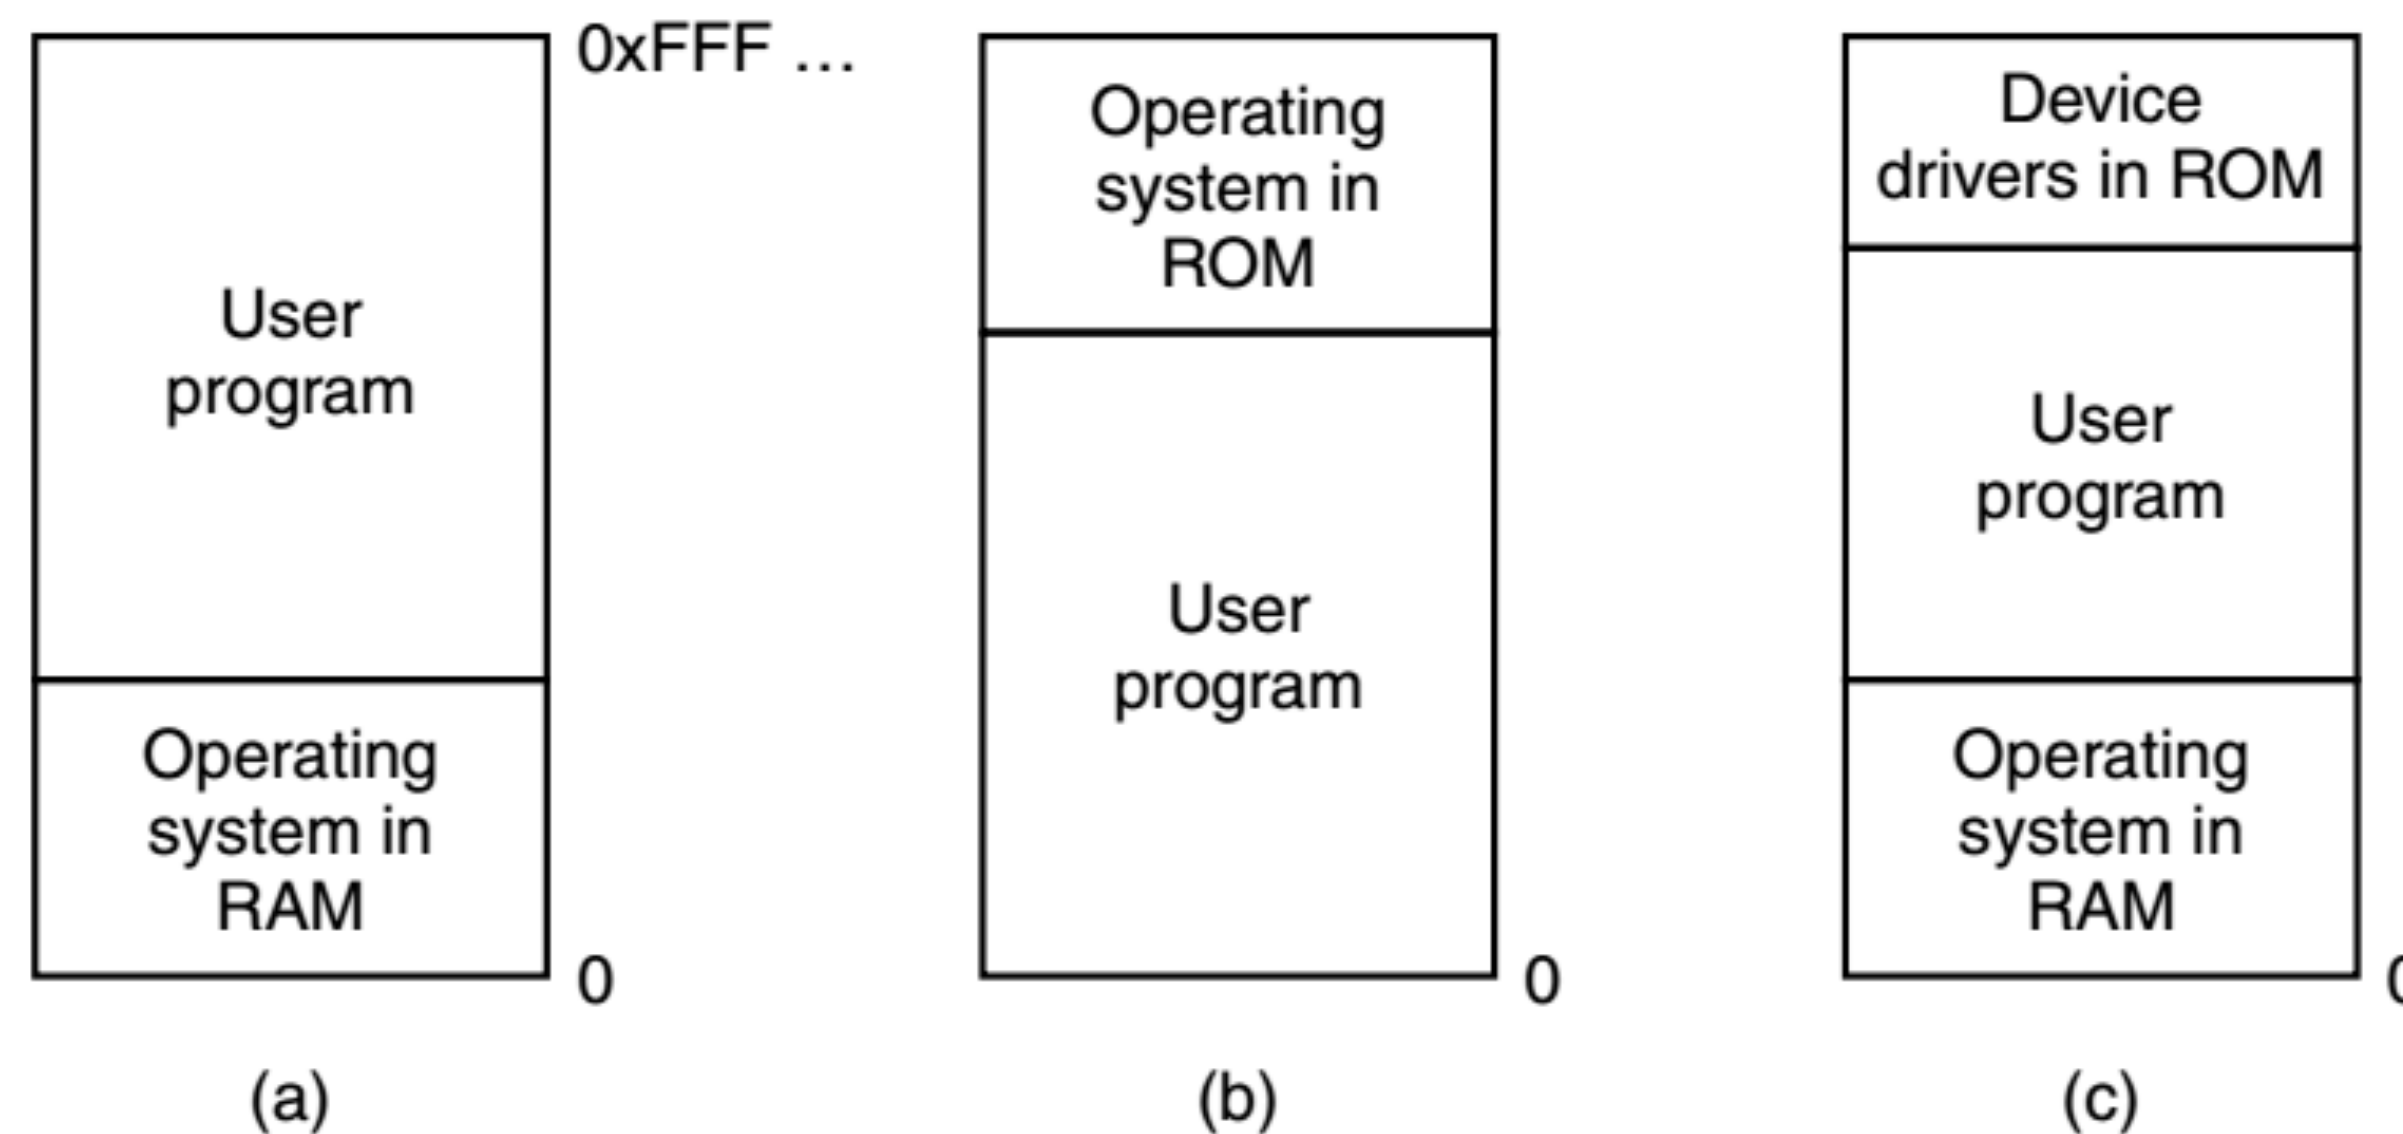 0xFFF ...
User
program
Operating
system in
RAM
0
(a)
Operating
system in
ROM
User
program
0
(b)
Device
drivers in ROM
User
program
Operating
system in
RAM
0
(c)